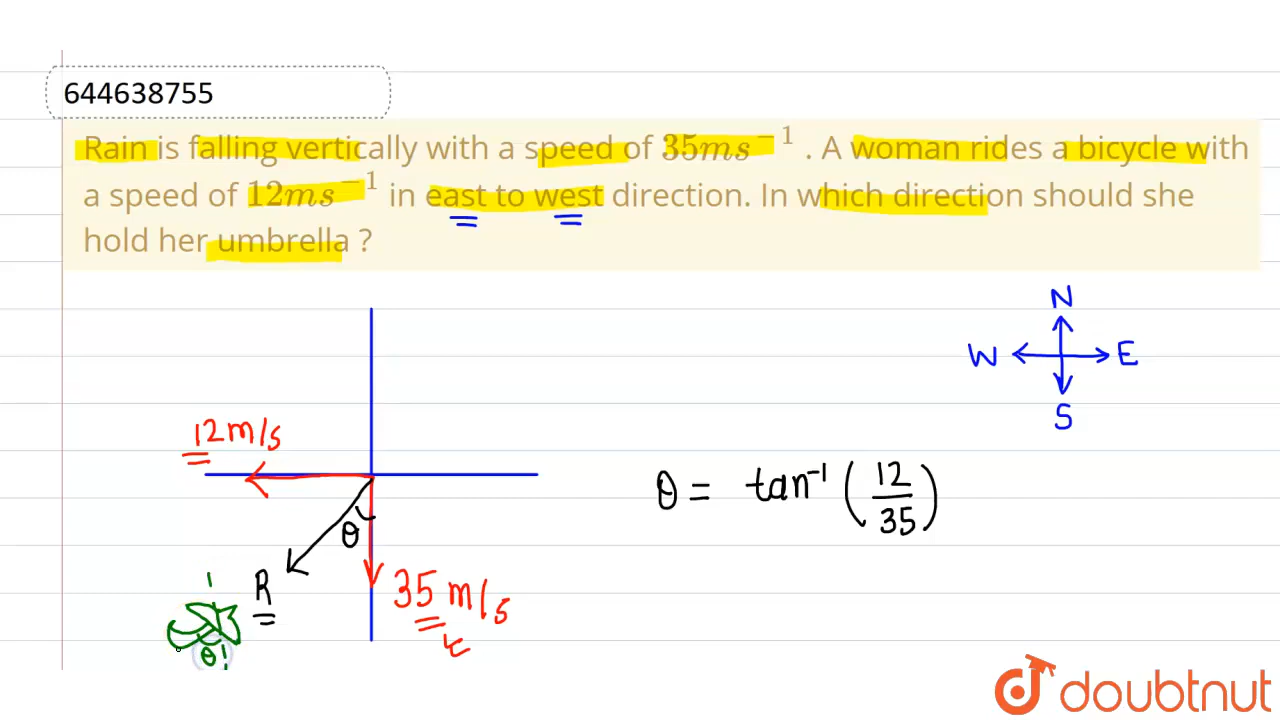 644638755
Rain is falling vertically with a speed of 35ms⁻¹ . A woman rides a bicycle with
a speed of 12ms⁻¹ in east to west direction. In which direction should she
hold her umbrella ?
N
W E
S
12 m/s
θ = tan⁻¹ (12/35)
θ
R
35 m/s
θ
doubtnut